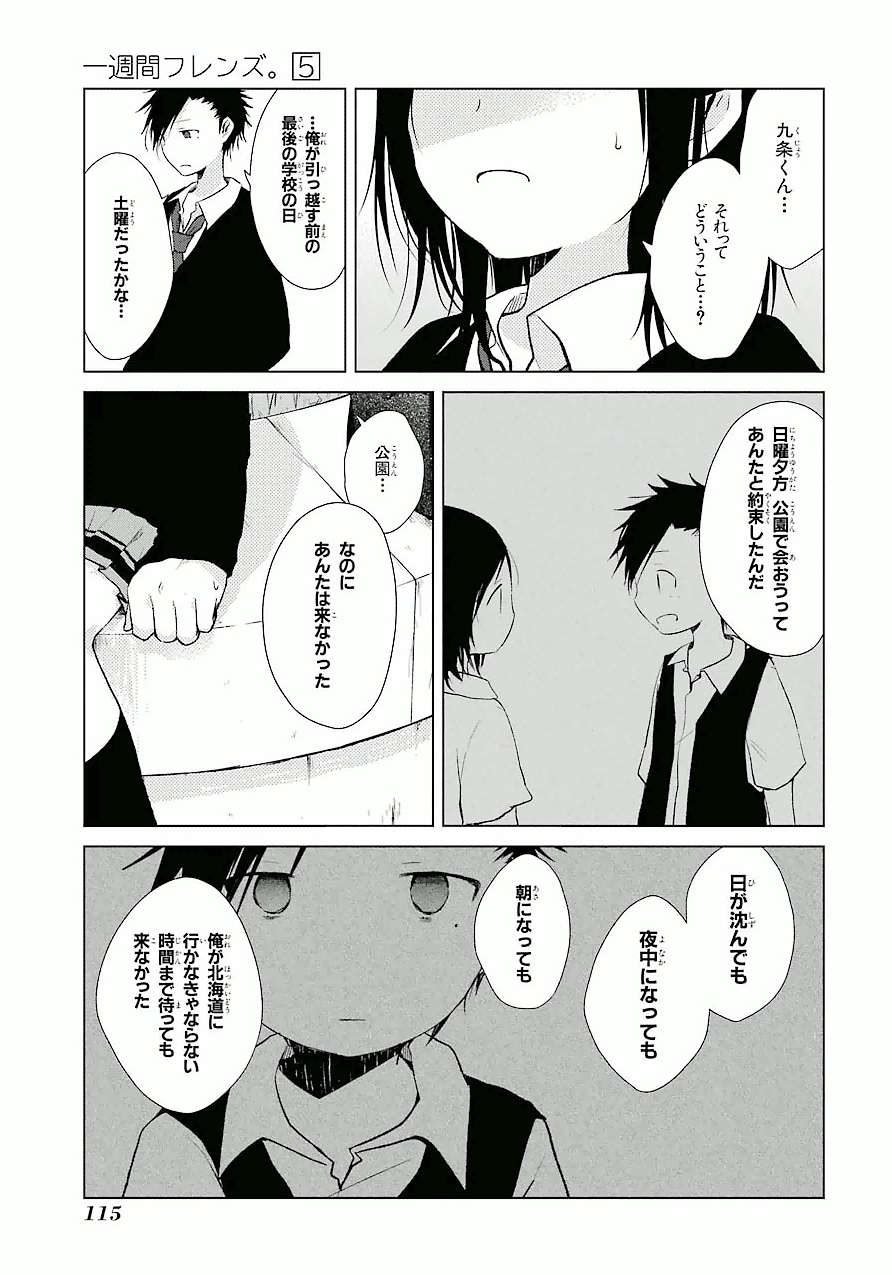 一週間フレンズ。5
九条くん…
それって
どういうこと…?
…俺が引っ越す前の
最後の学校の日
土曜だったかな…
日曜夕方 公園で会おうって
あんたと約束したんだ
公園…
なのに
あんたは来なかった
日が沈んでも
夜中になっても
朝になっても
俺が北海道に
行かなきゃならない
時間まで待っても
来なかった
115